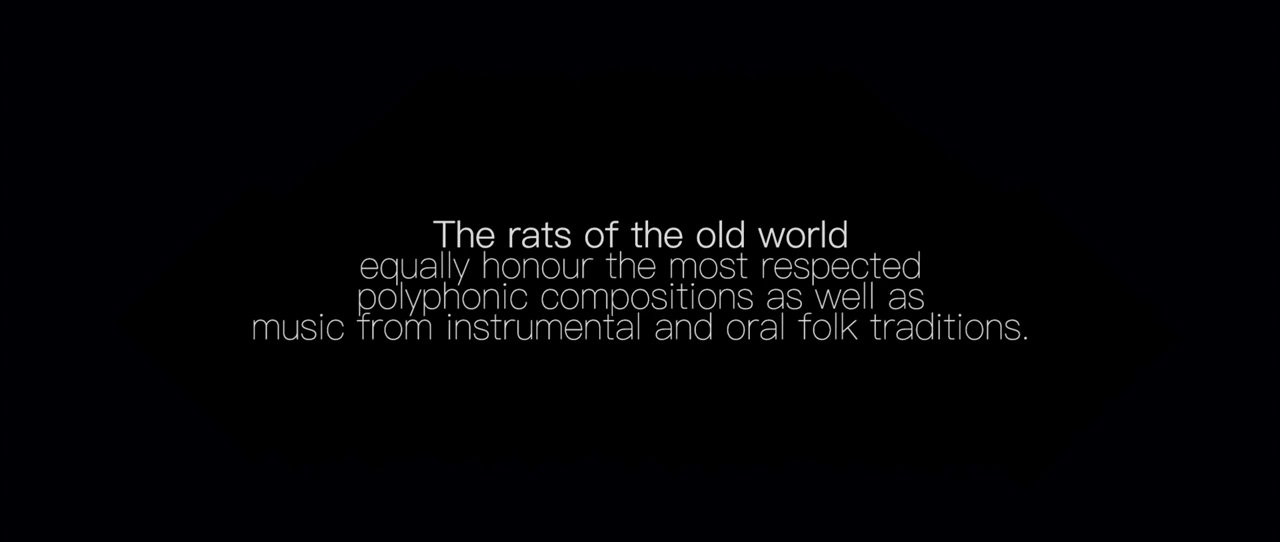 The rats of the old world
equally honour the most respected
polyphonic compositions as well as
music from instrumental and oral folk traditions.